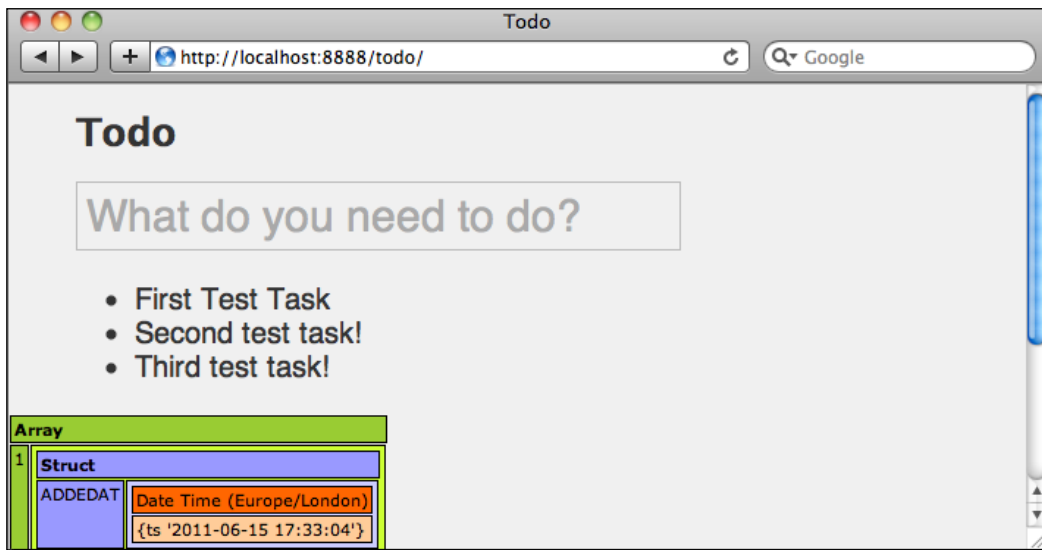 Todo
http://localhost:8888/todo/
Google
Todo
What do you need to do?
• First Test Task
• Second test task!
• Third test task!
Array
1
Struct
ADDEDAT
Date Time (Europe/London)
{ts '2011-06-15 17:33:04'}